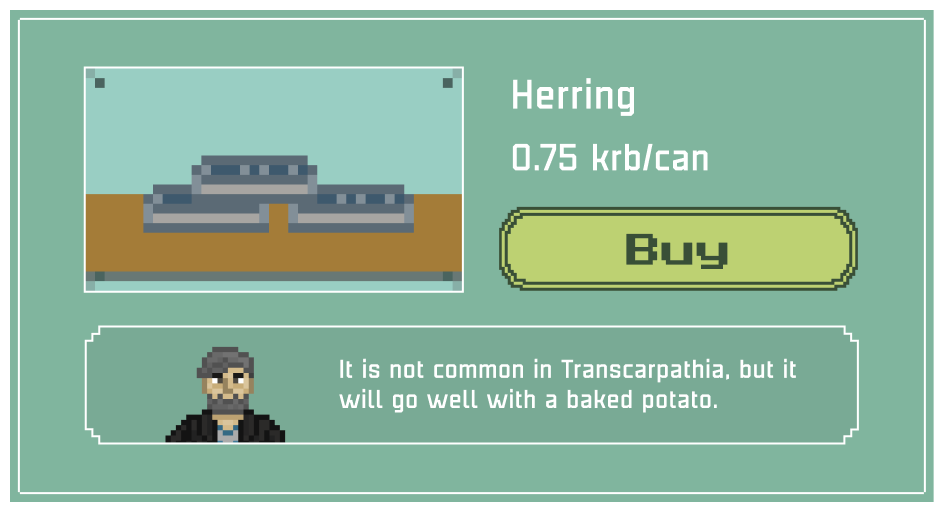 Herring
0.75 krb/can
Buy
It is not common in Transcarpathia, but it
will go well with a baked potato.